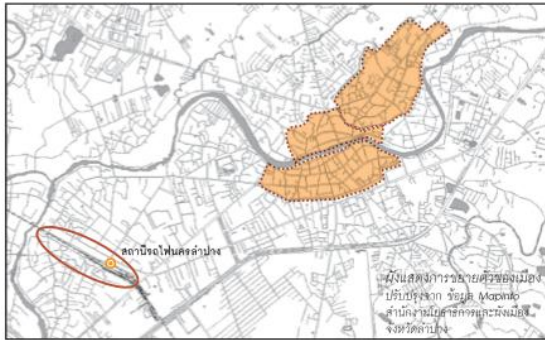 สถานีรถไฟนครลำปาง
ผังแสดงการขยายตัวของเมือง
ปรับปรุงจาก ข้อมูล Mapinfo
สำนักงานโยธาธิการและผังเมือง
จังหวัดลำปาง